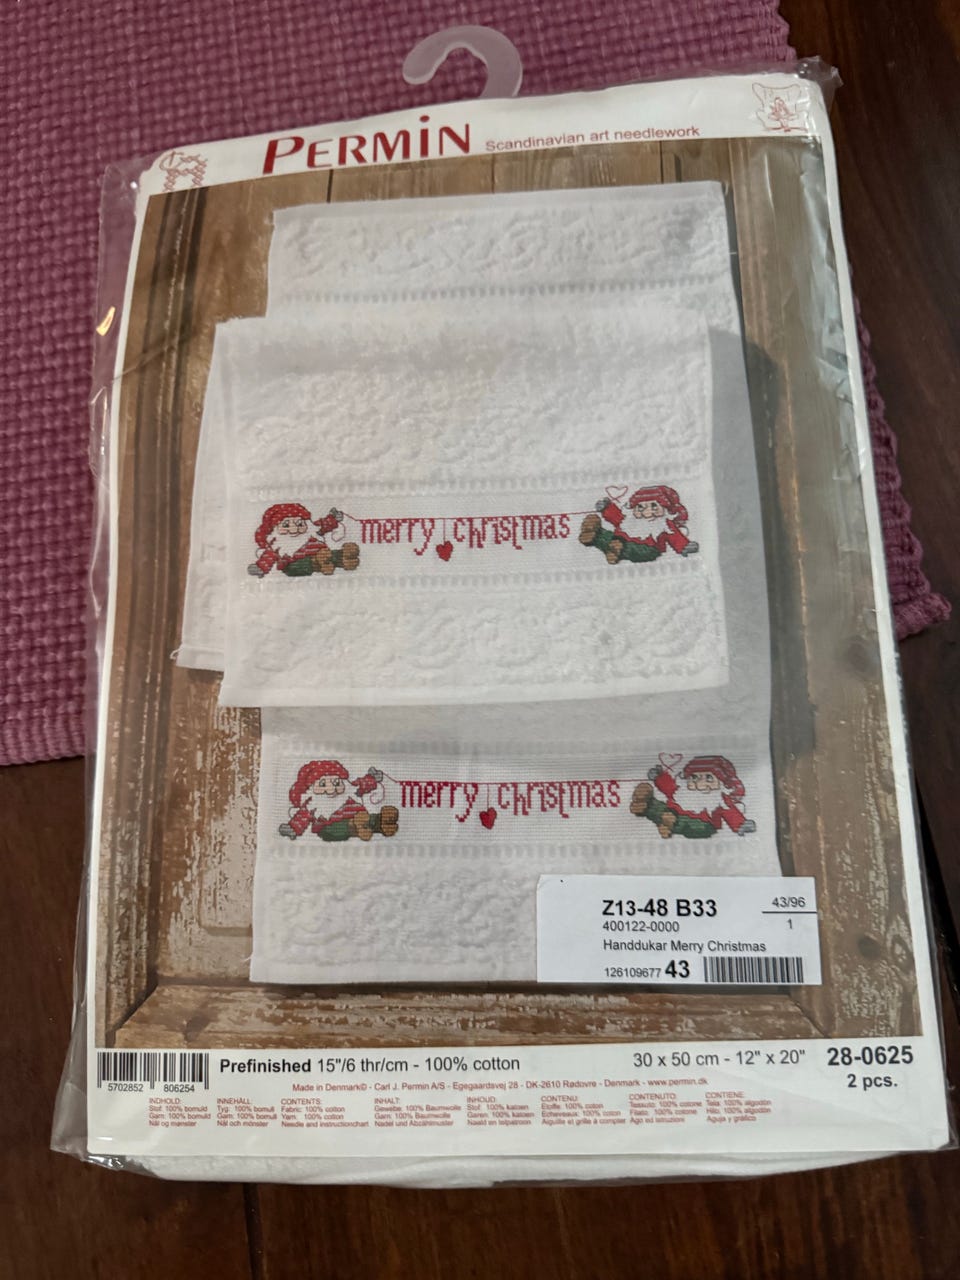 PERMIN Scandinavian art needlework
merry christmas
merry christmas
Z13-48 B33
43/96
400122-0000
1
Handdukar Merry Christmas
126109677 43
5702852 806254
Prefinished 15"/6 thr/cm - 100% cotton
30 x 50 cm - 12" x 20"
28-0625
2 pcs.
Made in Denmark© - Carl J. Permin A/S - Egegaardsvej 28 - DK-2610 Rødovre - Denmark - www.permin.dk
INDHOLD:
Stof: 100% bomuld
Garn: 100% bomuld
Nål og mønster
INNEHÅLL:
Tyg: 100% bomull
Garn: 100% bomull
Nål och mönster
CONTENTS:
Fabric: 100% cotton
Yarn: 100% cotton
Needle and instructionchart
INHALT:
Gewebe: 100% Baumwolle
Garn: 100% Baumwolle
Nadel und Abzählmuster
INHOUD:
Stof: 100% katoen
Garen: 100% katoen
Naald en telpatroon
CONTENU:
Etoffe: 100% coton
Echeveaux: 100% coton
Aiguille et grille à compter
CONTENUTO:
Tessuto: 100% cotone
Filato: 100% cotone
Ago ed istruzioni
CONTIENE:
Tela: 100% algodón
Hilo: 100% algodón
Aguja y gráfico